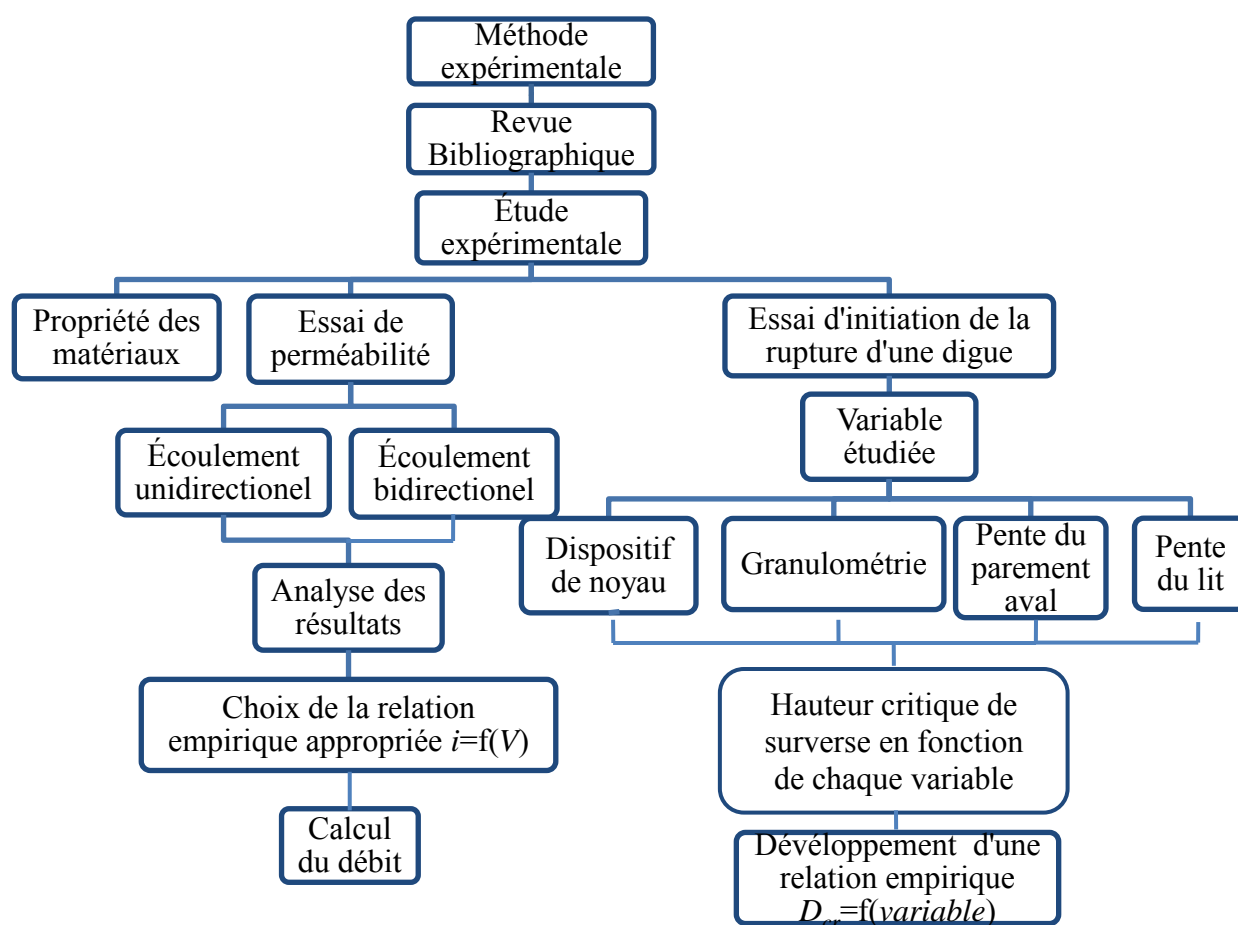 Méthode
expérimentale
Revue
Bibliographique
Étude
expérimentale
Propriété des
matériaux
Essai de
perméabilité
Essai d'initiation de la
rupture d'une digue
Écoulement
unidirectionel
Écoulement
bidirectionel
Variable
étudiée
Dispositif
de noyau
Granulométrie
Pente du
parement
aval
Pente
du lit
Analyse des
résultats
Choix de la relation
empirique appropriée i=f(V)
Hauteur critique de
surverse en fonction
de chaque variable
Calcul
du débit
Dévéloppement d'une
relation empirique
D_cr=f(variable)